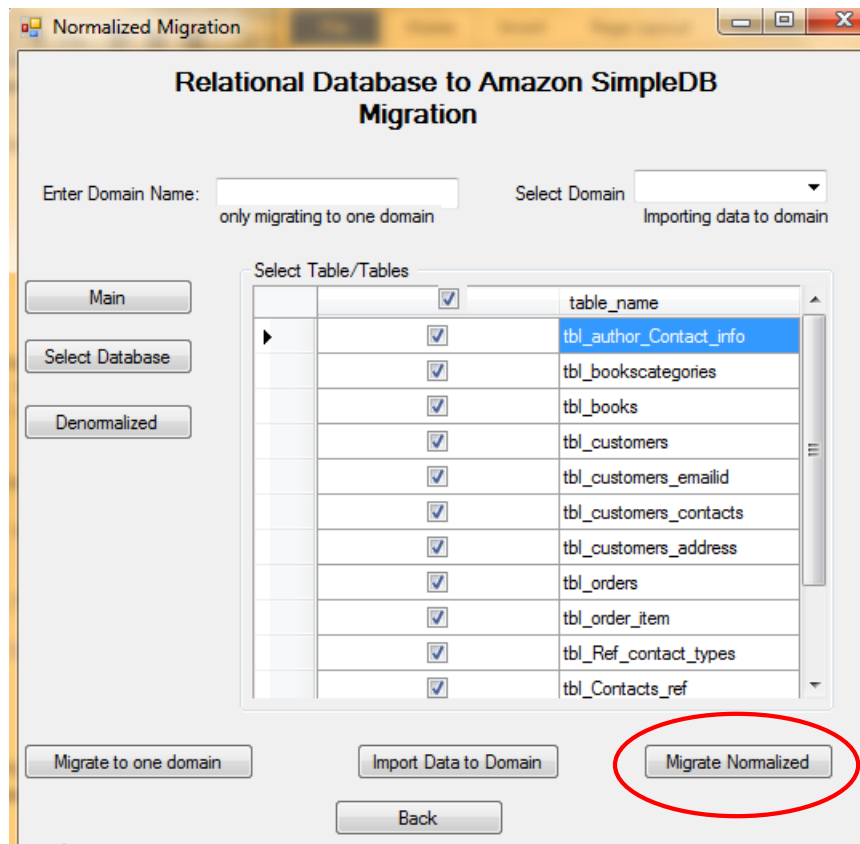 Normalized Migration
Relational Database to Amazon SimpleDB
Migration
Enter Domain Name:
Select Domain
only migrating to one domain
Importing data to domain
Select Table/Tables
Main
Select Database
Denormalized
table_name
tbl_author_Contact_info
tbl_bookscategories
tbl_books
tbl_customers
tbl_customers_emailid
tbl_customers_contacts
tbl_customers_address
tbl_orders
tbl_order_item
tbl_Ref_contact_types
tbl_Contacts_ref
Migrate to one domain
Import Data to Domain
Migrate Normalized
Back